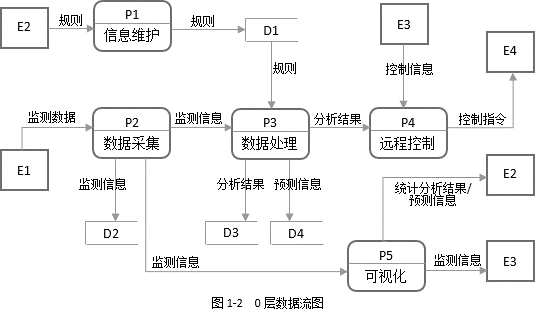 E2
规则
P1
信息维护
规则
D1
规则
E3
控制信息
E4
E1
监测数据
P2
数据采集
监测信息
P3
数据处理
分析结果
P4
远程控制
控制指令
监测信息
D2
分析结果
D3
预测信息
D4
统计分析结果/
预测信息
E2
监测信息
P5
可视化
监测信息
E3
图 1-2 0 层数据流图